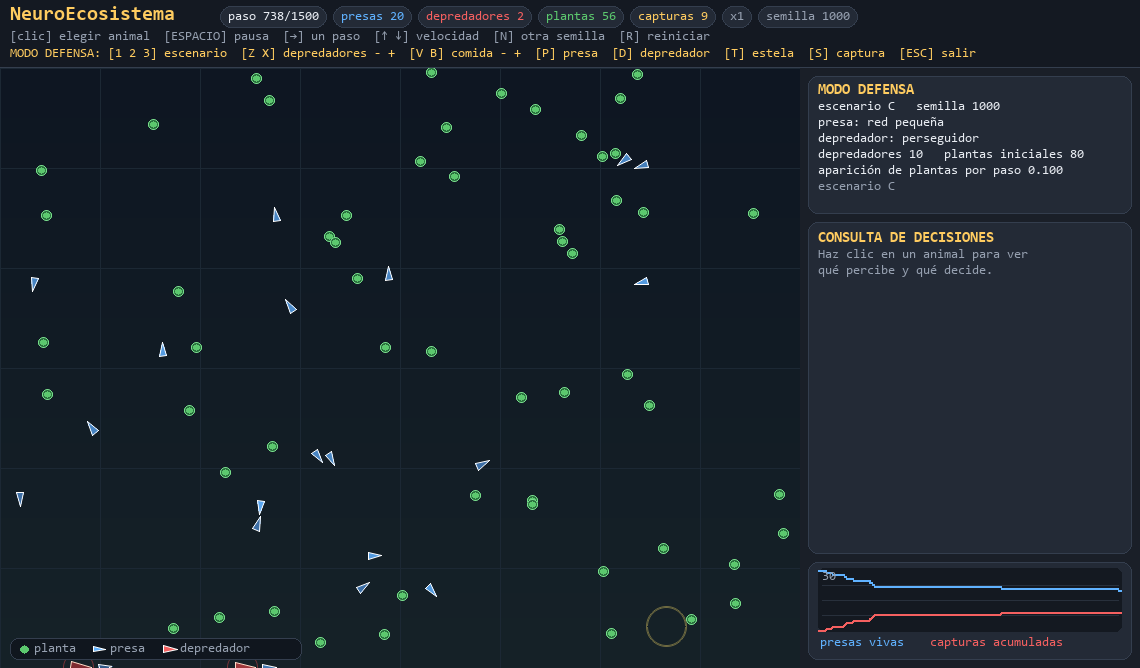 NeuroEcosistema
paso 738/1500 presas 20 depredadores 2 plantas 56 capturas 9 x1 semilla 1000
[clic] elegir animal [ESPACIO] pausa [→] un paso [↑ ↓] velocidad [N] otra semilla [R] reiniciar
MODO DEFENSA: [1 2 3] escenario [Z X] depredadores - + [V B] comida - + [P] presa [D] depredador [T] estela [S] captura [ESC] salir
MODO DEFENSA
escenario C semilla 1000
presa: red pequeña
depredador: perseguidor
depredadores 10 plantas iniciales 80
aparición de plantas por paso 0.100
escenario C
CONSULTA DE DECISIONES
Haz clic en un animal para ver
qué percibe y qué decide.
30
presas vivas capturas acumuladas
planta presa depredador